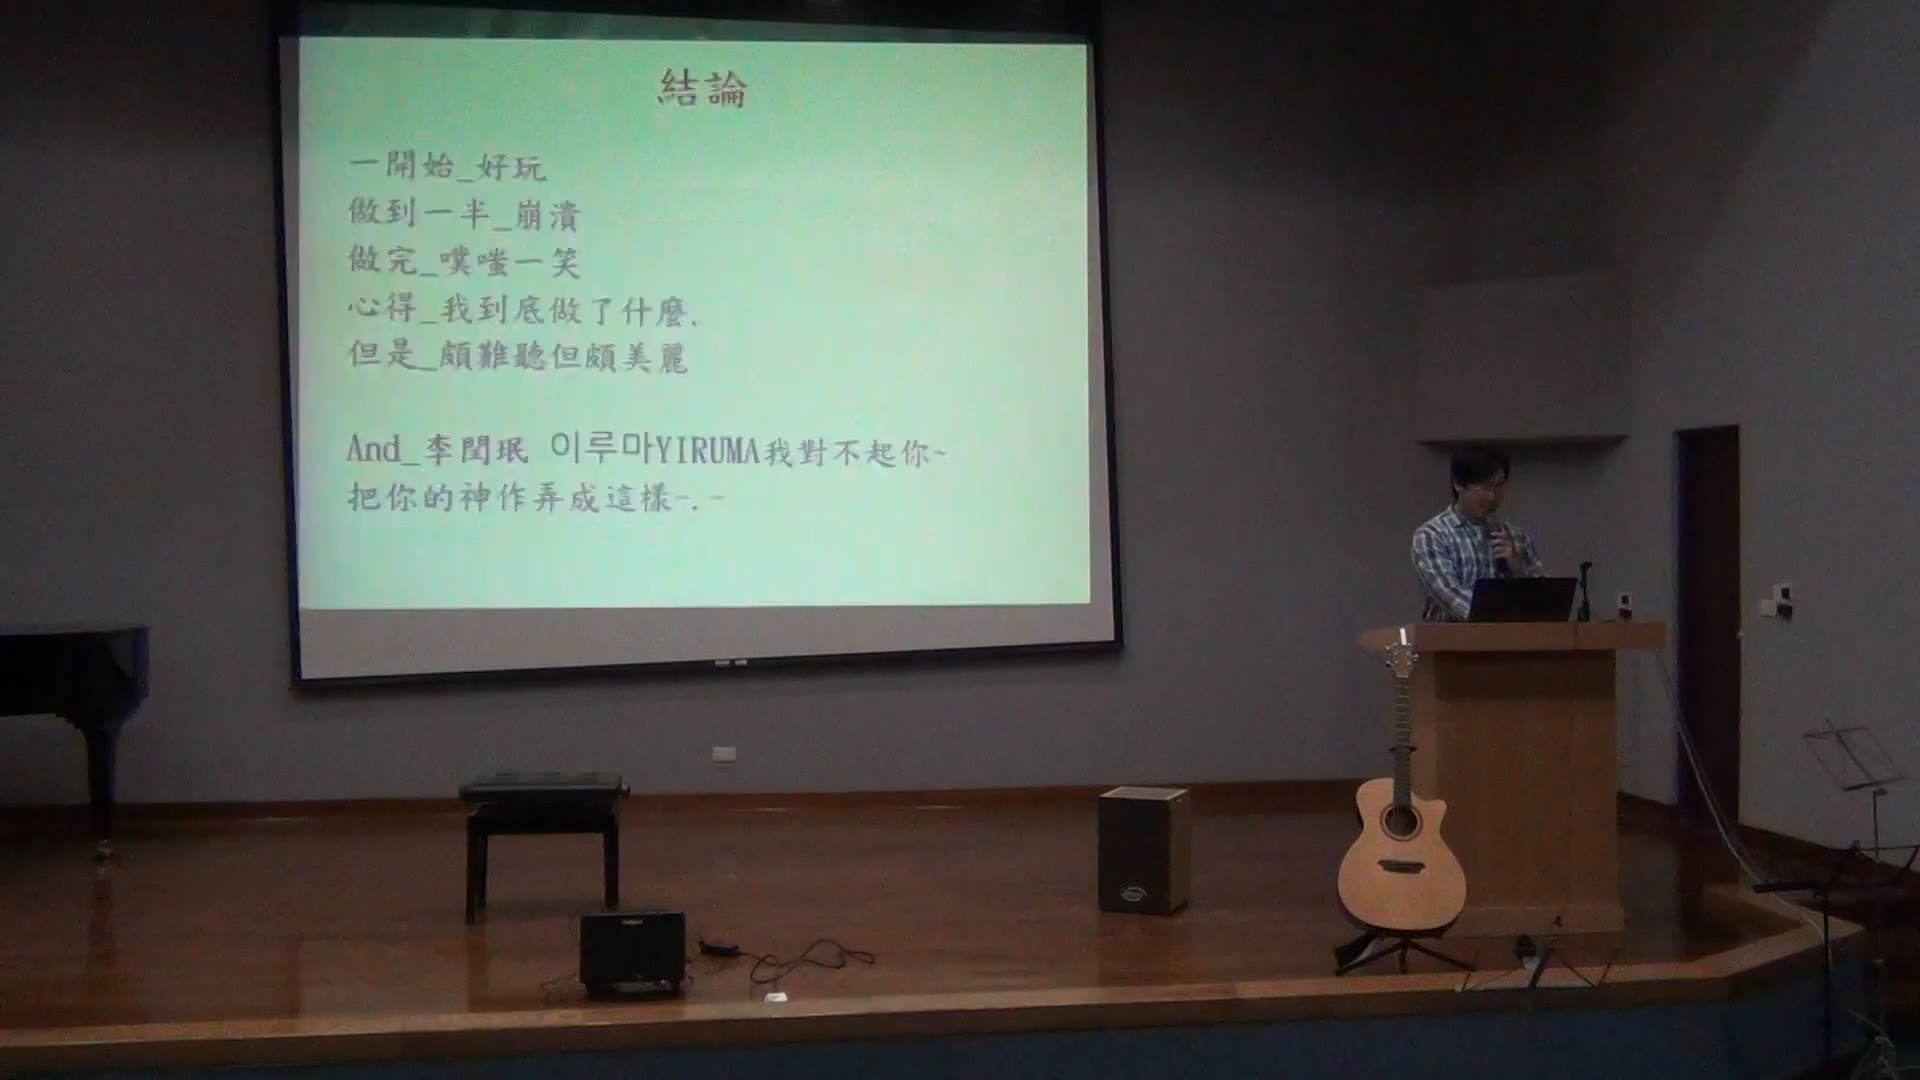 結論
一開始_好玩
做到一半_崩潰
做完_噗嗤一笑
心得_我到底做了什麼.
但是_頗難聽但頗美麗
And_李閏珉 이루마YIRUMA我對不起你~
把你的神作弄成這樣-.-